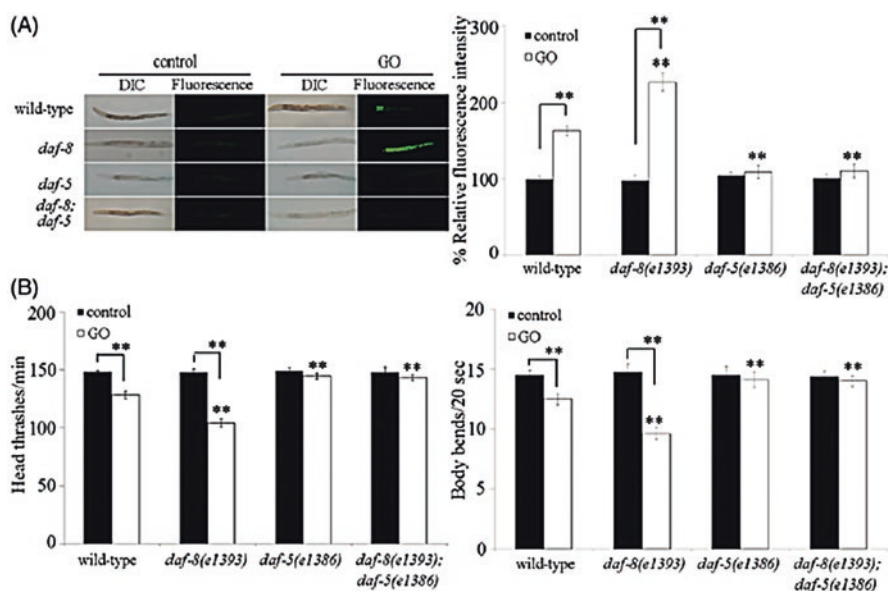 (A)
control GO
DIC Fluorescence DIC Fluorescence
wild-type
daf-8
daf-5
daf-8;
daf-5
% Relative fluorescence intensity
300
200
100
0
control
GO
**
**
**
**
**
wild-type daf-8(e1393) daf-5(e1386) daf-8(e1393);
daf-5(e1386)
(B)
Head thrashes/min
200
150
100
50
0
control
GO
**
**
**
**
**
wild-type daf-8(e1393) daf-5(e1386) daf-8(e1393);
daf-5(e1386)
Body bends/20 sec
20
15
10
5
0
control
GO
**
**
**
**
**
wild-type daf-8(e1393) daf-5(e1386) daf-8(e1393);
daf-5(e1386)